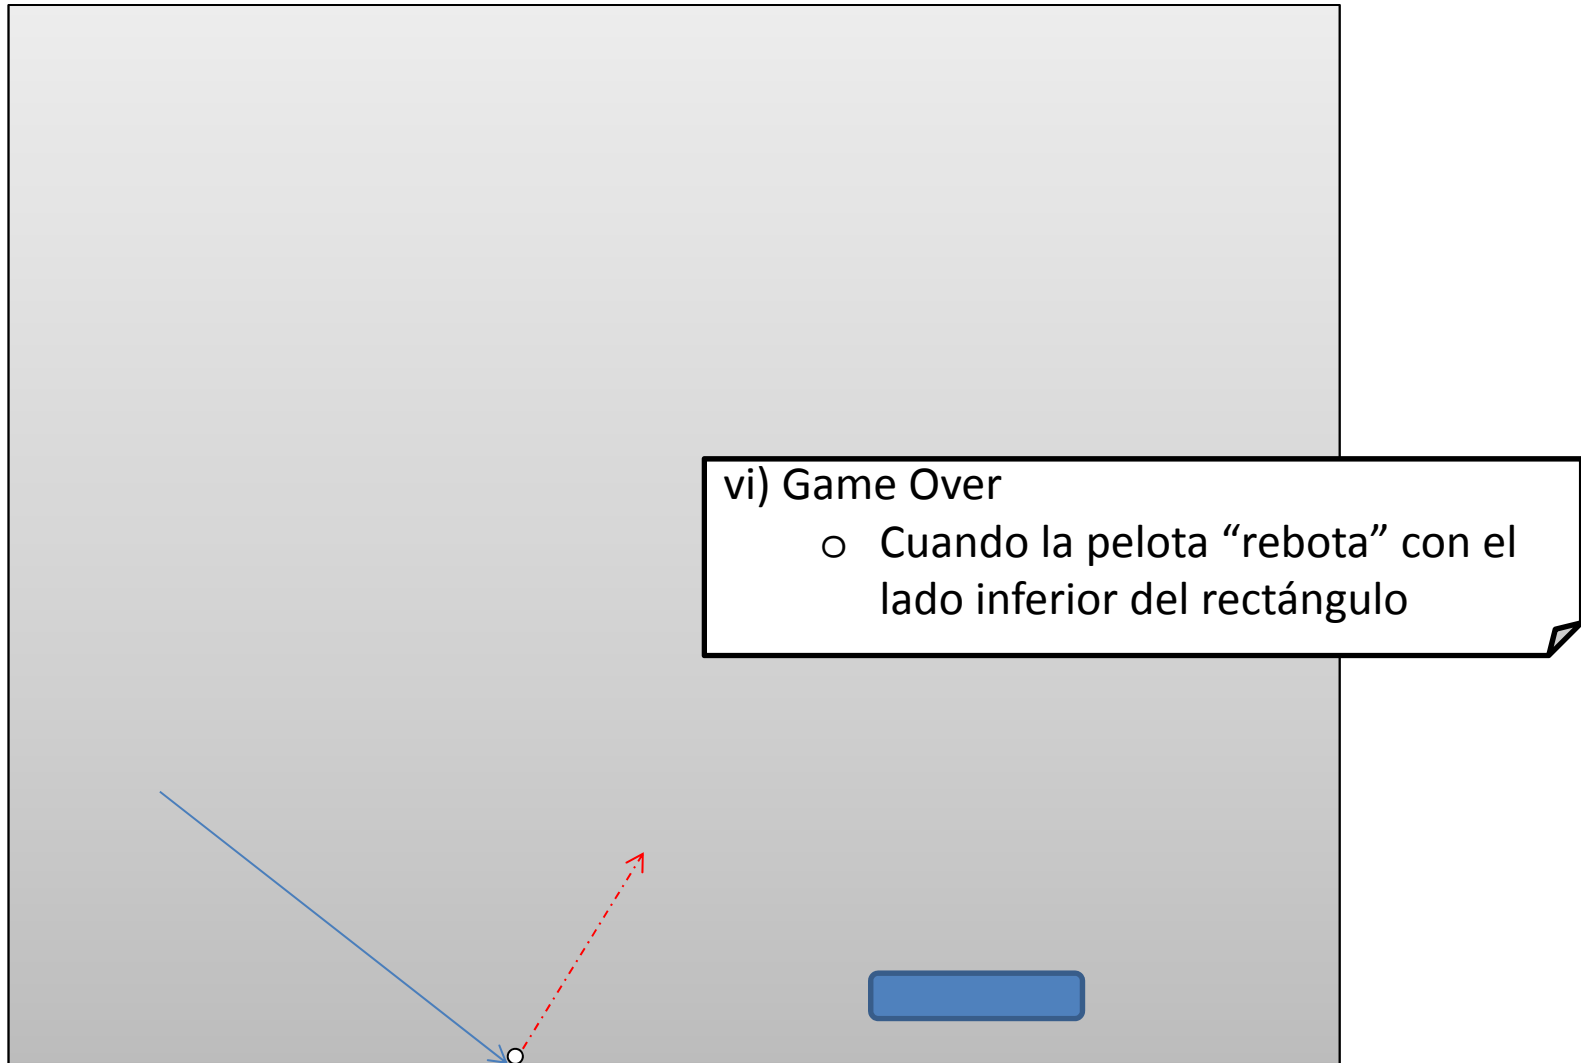 vi) Game Over
o Cuando la pelota “rebota” con el
lado inferior del rectángulo